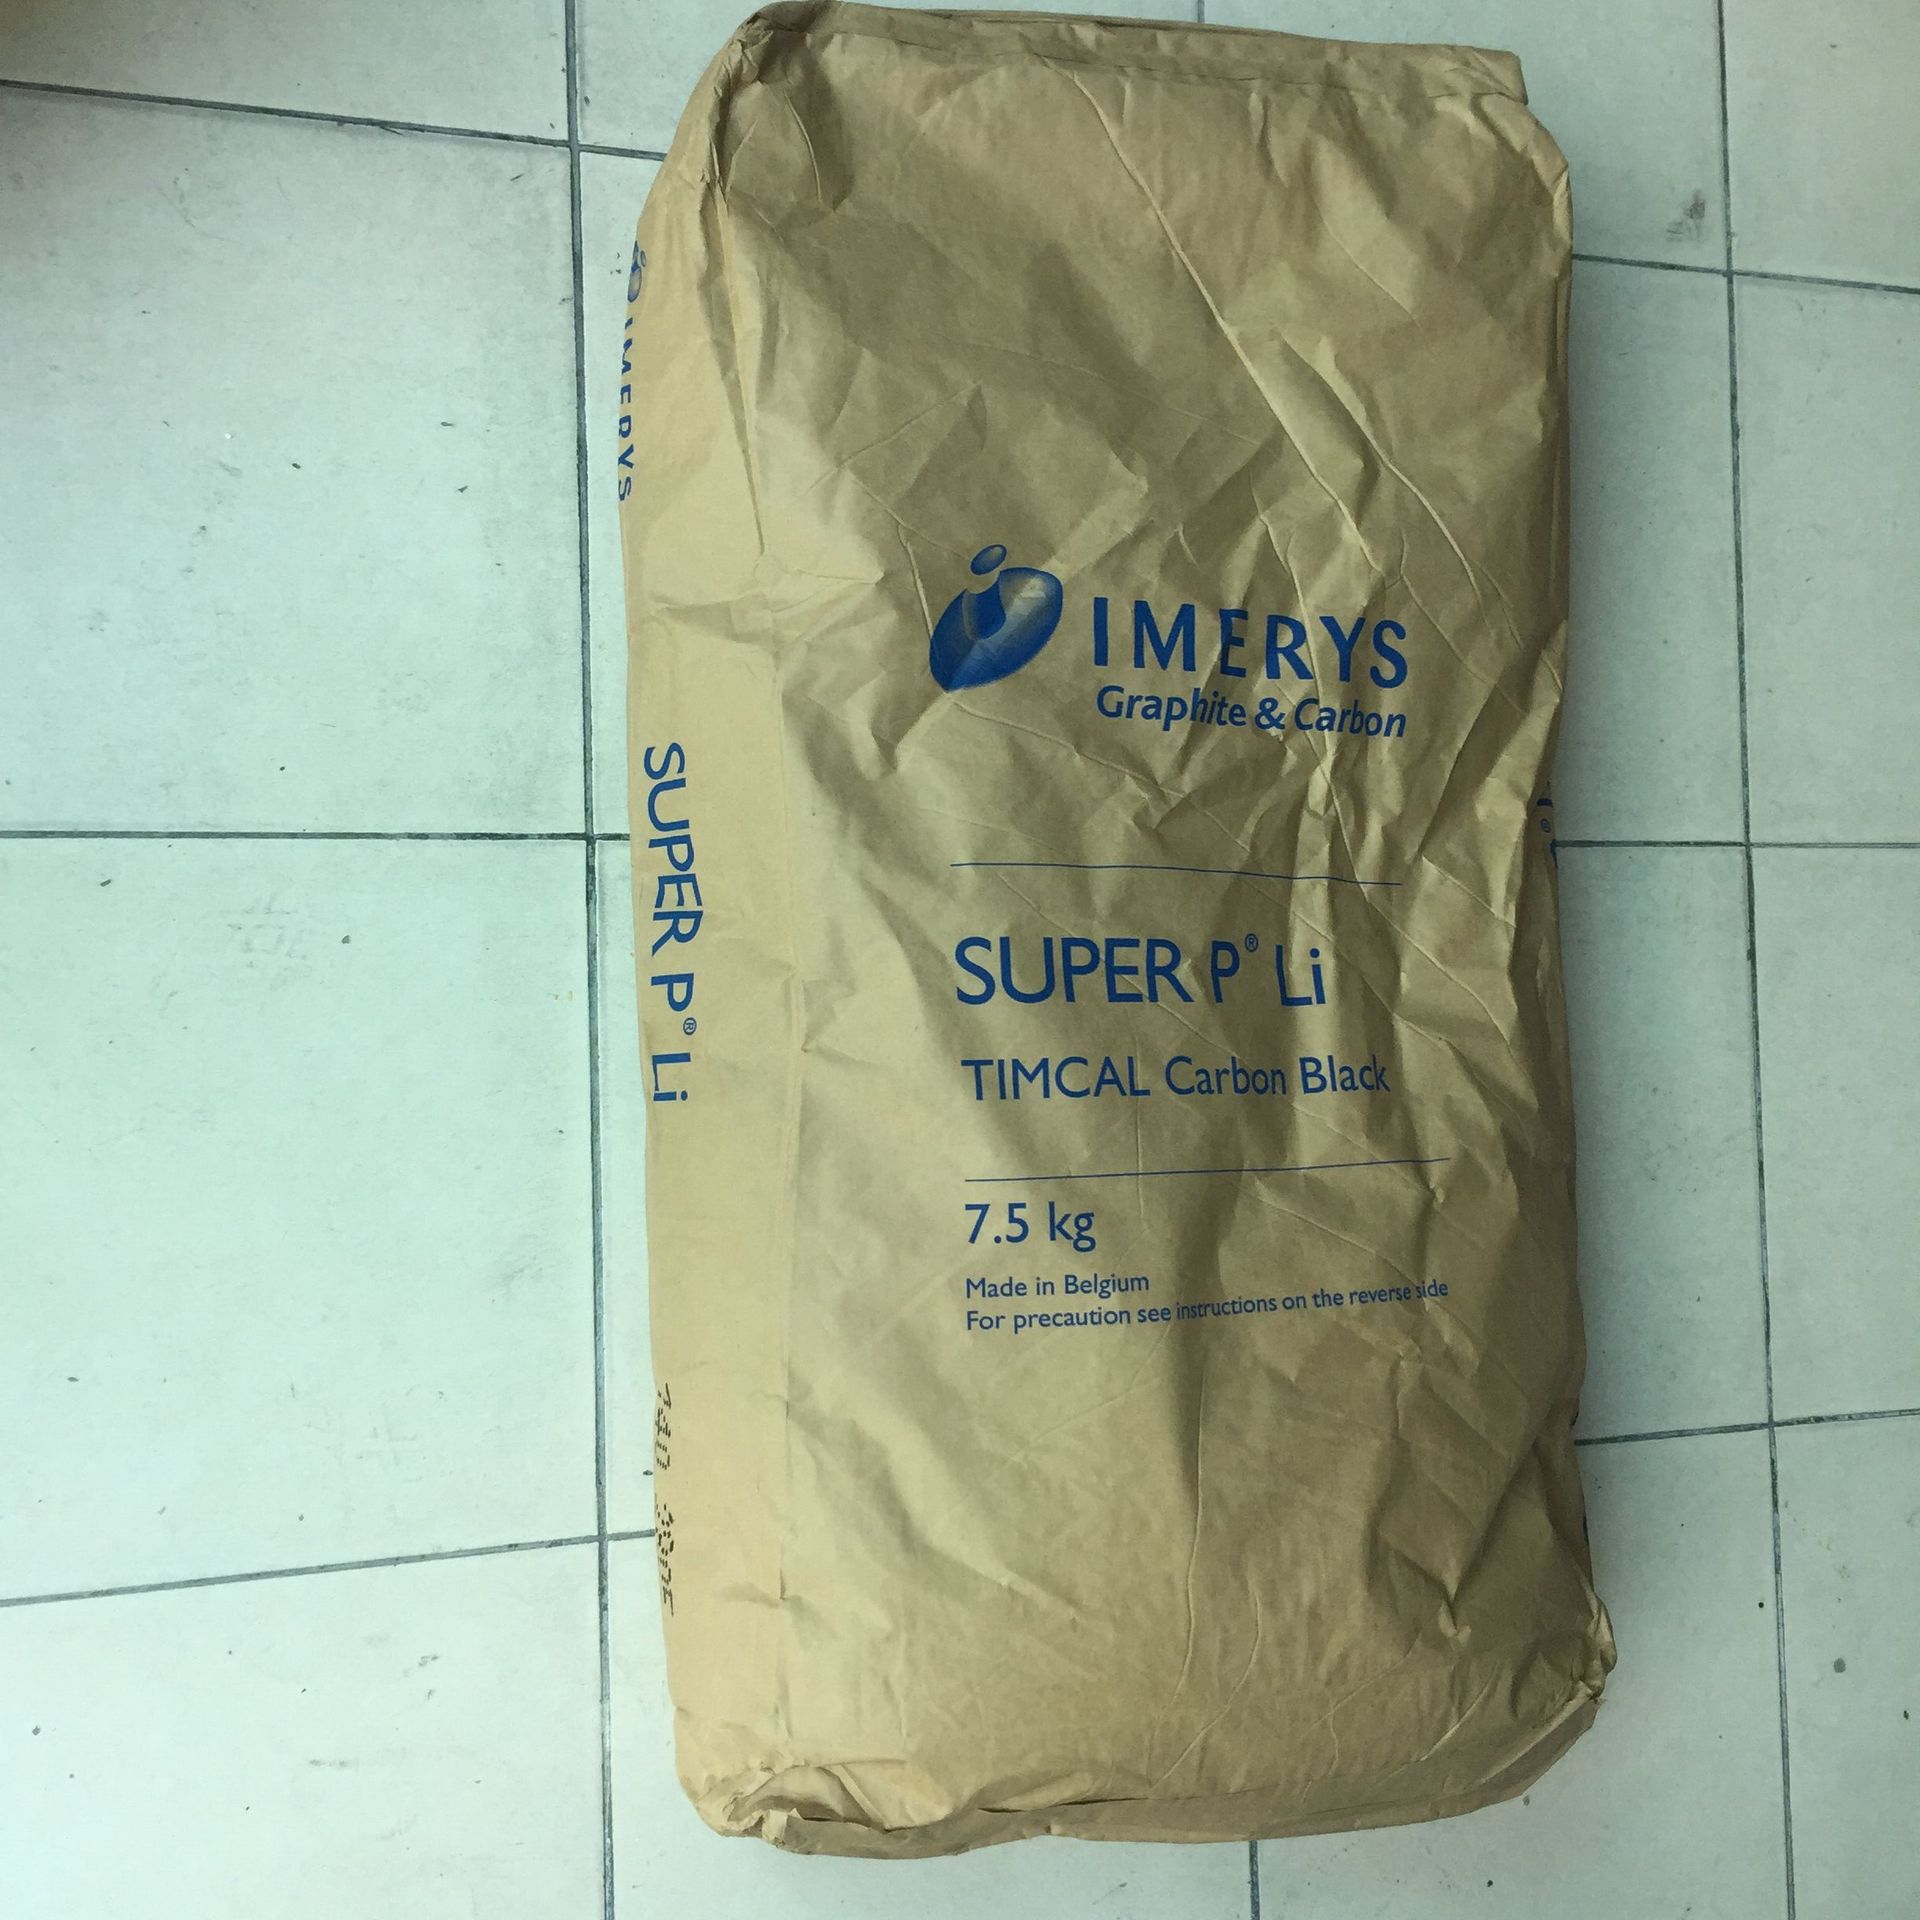 IMERYS
Graphite & Carbon
SUPER P® Li
TIMCAL Carbon Black
7.5 kg
Made in Belgium
For precaution see instructions on the reverse side
IMERYS
SUPER P® Li